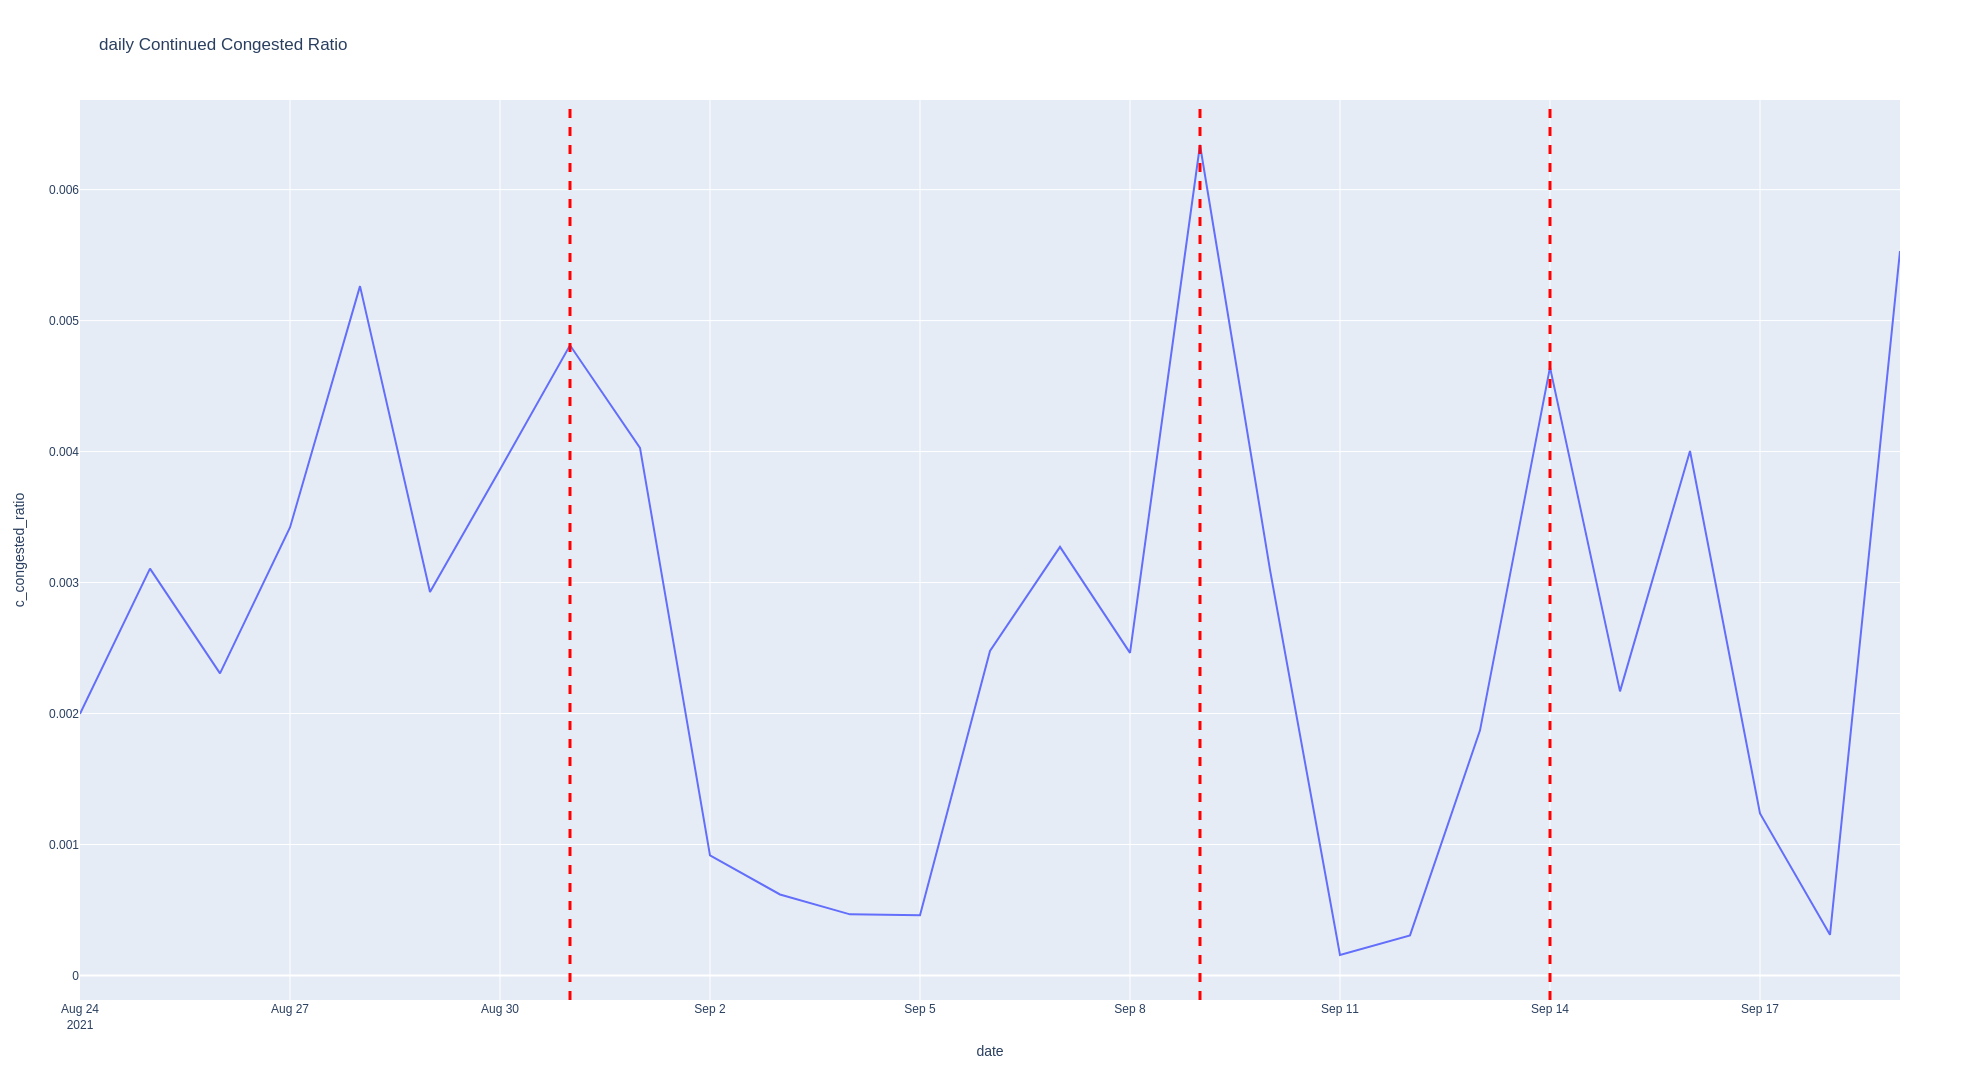 daily Continued Congested Ratio
c_congested_ratio
0.006
0.005
0.004
0.003
0.002
0.001
0
Aug 24
2021
Aug 27
Aug 30
Sep 2
Sep 5
Sep 8
Sep 11
Sep 14
Sep 17
date